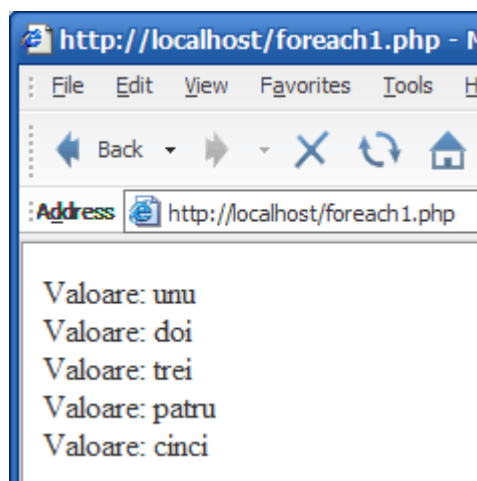 http://localhost/foreach1.php - M
File Edit View Favorites Tools H
Back
Address http://localhost/foreach1.php
Valoare: unu
Valoare: doi
Valoare: trei
Valoare: patru
Valoare: cinci